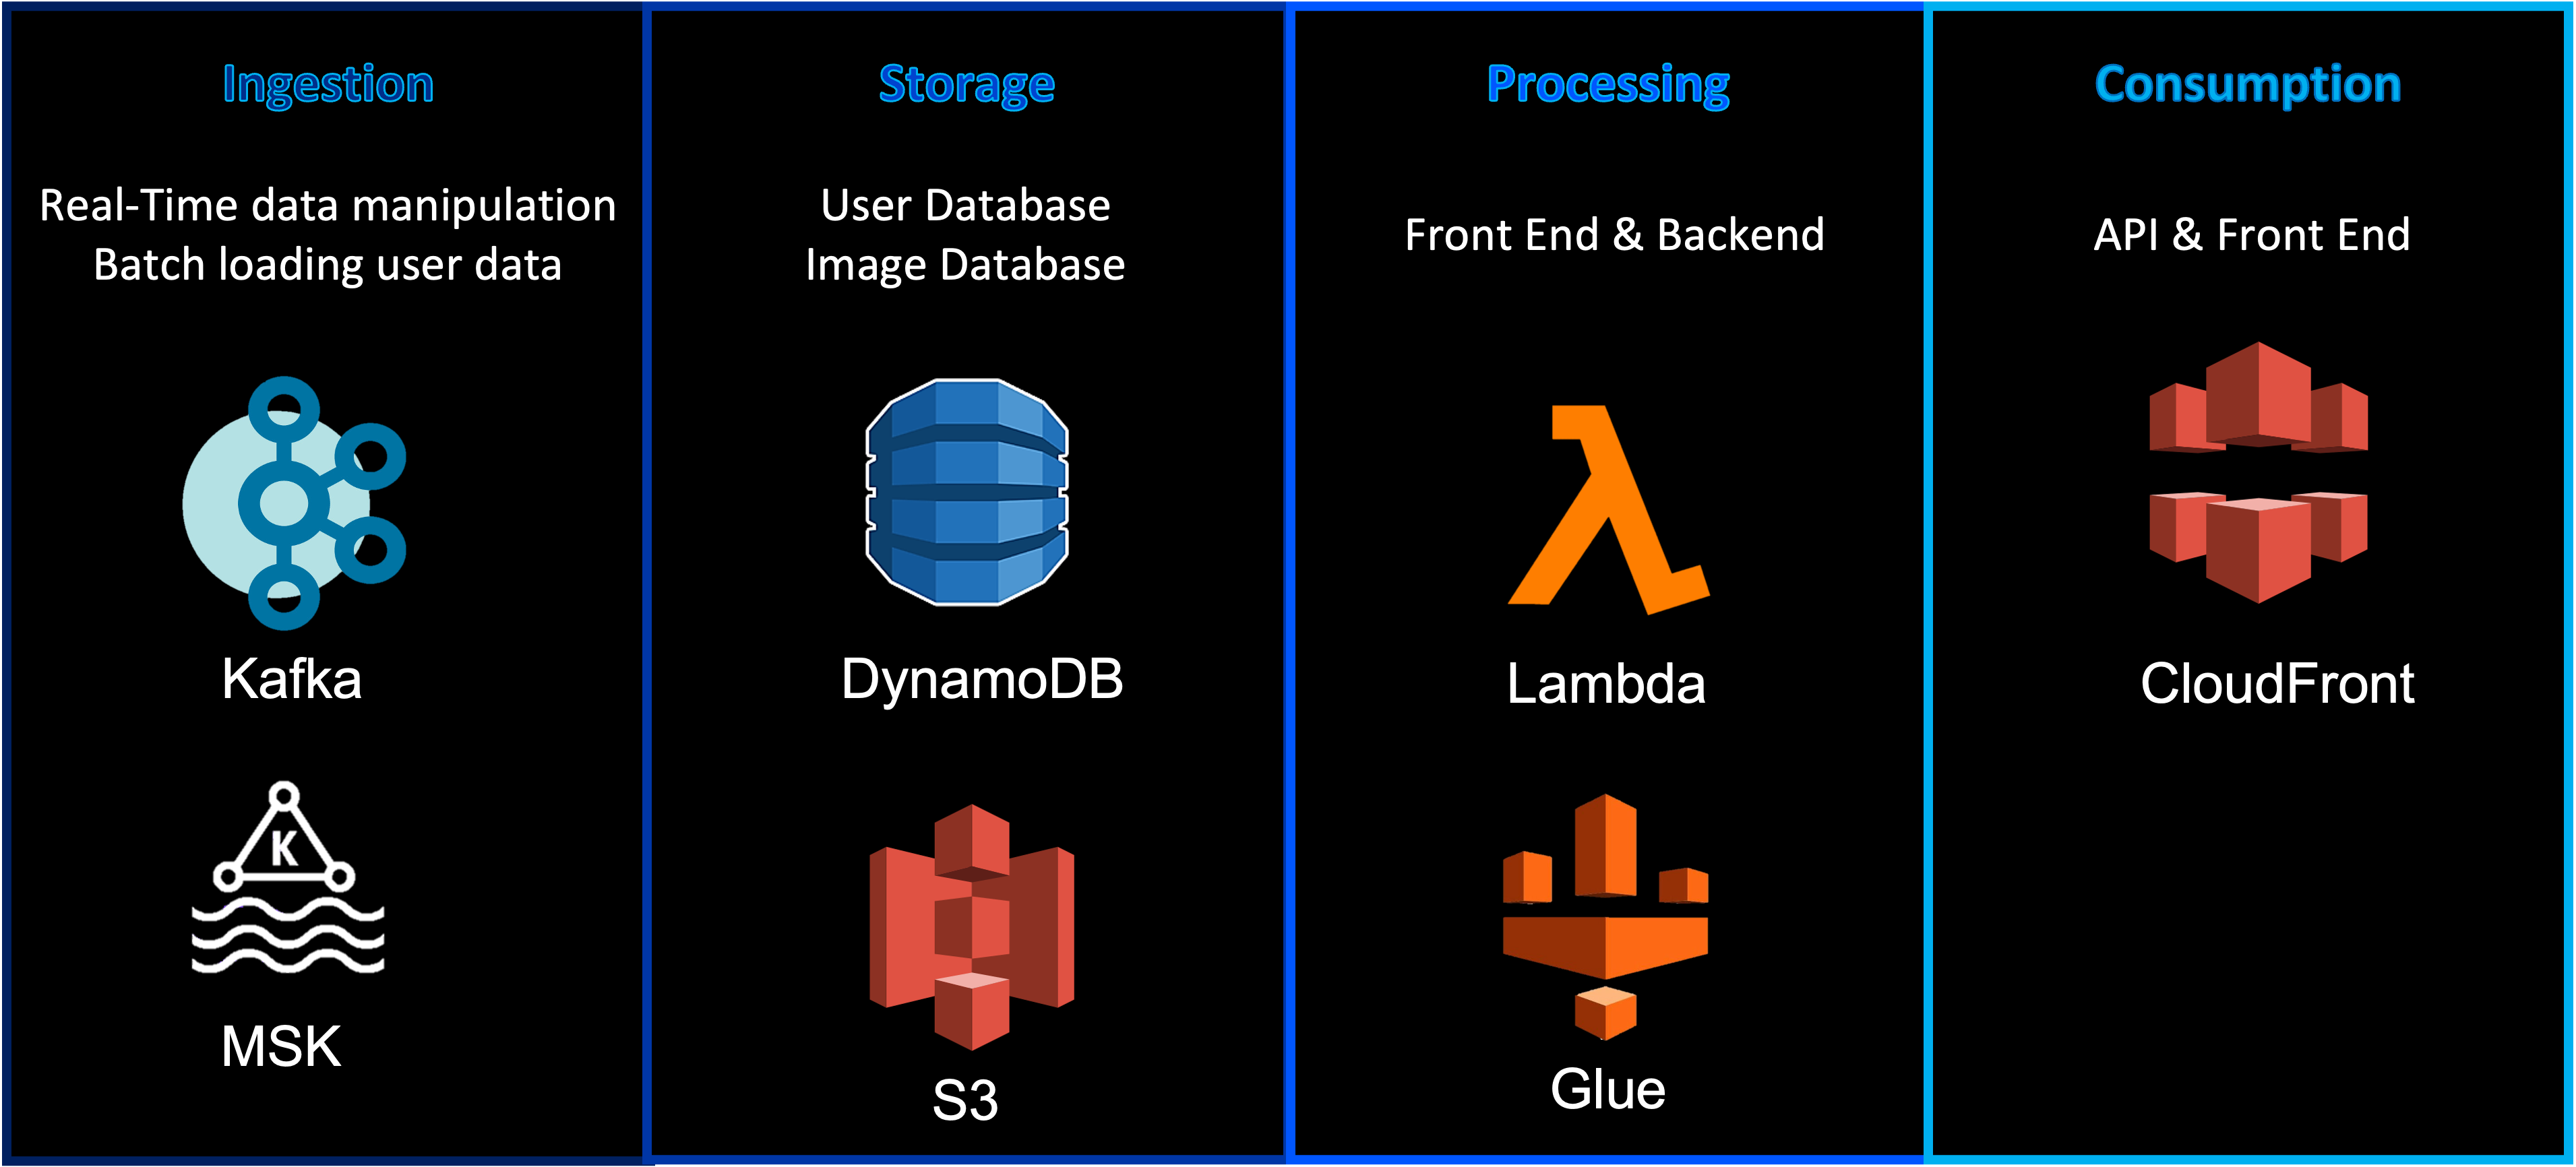 Ingestion
Real-Time data manipulation
Batch loading user data
Kafka
K
MSK
Storage
User Database
Image Database
DynamoDB
S3
Processing
Front End & Backend
Lambda
Glue
Consumption
API & Front End
CloudFront